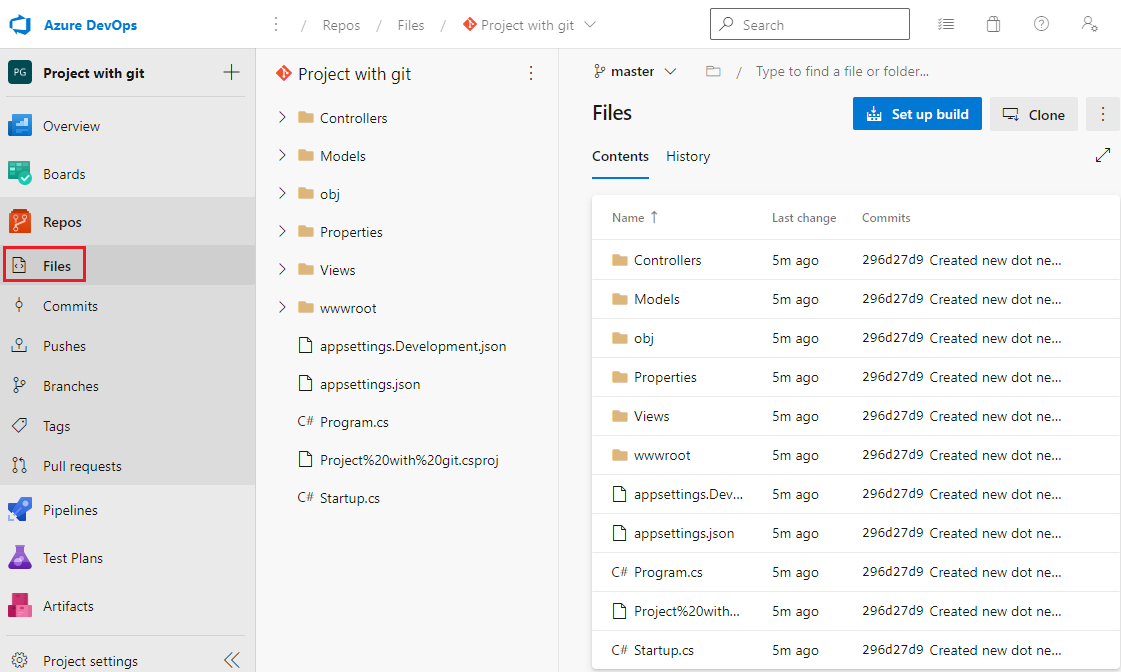 Azure DevOps / Repos / Files / Project with git Search
PG Project with git
Overview
Boards
Repos
Files
Commits
Pushes
Branches
Tags
Pull requests
Pipelines
Test Plans
Artifacts
Project settings
Project with git
Controllers
Models
obj
Properties
Views
wwwroot
appsettings.Development.json
appsettings.json
C# Program.cs
Project%20with%20git.csproj
C# Startup.cs
master / Type to find a file or folder...
Files Set up build Clone
Contents History
Name Last change Commits
Controllers 5m ago 296d27d9 Created new dot ne...
Models 5m ago 296d27d9 Created new dot ne...
obj 5m ago 296d27d9 Created new dot ne...
Properties 5m ago 296d27d9 Created new dot ne...
Views 5m ago 296d27d9 Created new dot ne...
wwwroot 5m ago 296d27d9 Created new dot ne...
appsettings.Dev... 5m ago 296d27d9 Created new dot ne...
appsettings.json 5m ago 296d27d9 Created new dot ne...
C# Program.cs 5m ago 296d27d9 Created new dot ne...
Project%20with... 5m ago 296d27d9 Created new dot ne...
C# Startup.cs 5m ago 296d27d9 Created new dot ne...